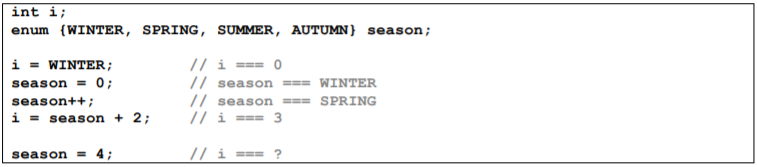 int i;
enum {WINTER, SPRING, SUMMER, AUTUMN} season;
i = WINTER; // i === 0
season = 0; // season === WINTER
season++; // season === SPRING
i = season + 2; // i === 3
season = 4; // i === ?